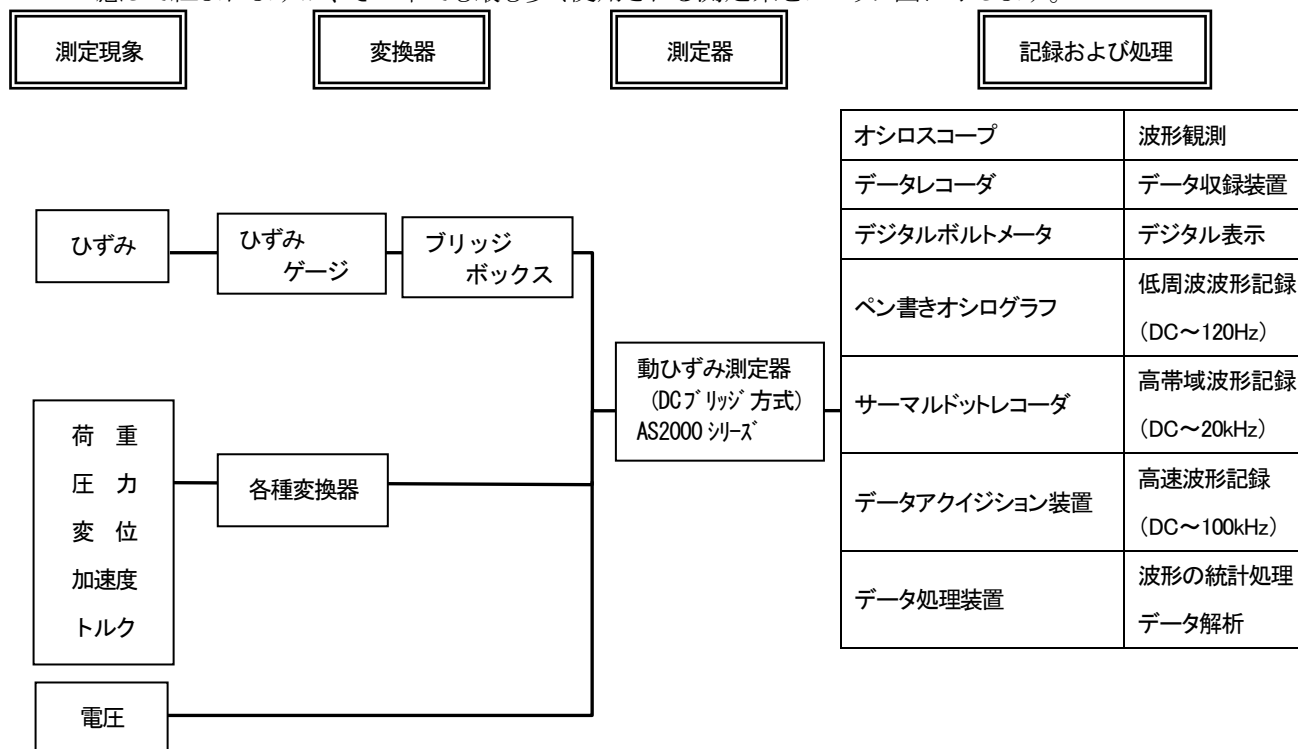 測定現象
変換器
測定器
記録および処理
ひずみ
ひずみ
ゲージ
ブリッジ
ボックス
荷 重
圧 力
変 位
加速度
トルク
各種変換器
電圧
動ひずみ測定器
(DCブリッジ方式)
AS2000シリーズ
オシロスコープ 波形観測
データレコーダ データ収録装置
デジタルボルトメータ デジタル表示
ペン書きオシログラフ 低周波波形記録
(DC～120Hz)
サーマルドットレコーダ 高帯域波形記録
(DC～20kHz)
データアクイジション装置 高速波形記録
(DC～100kHz)
データ処理装置 波形の統計処理
データ解析